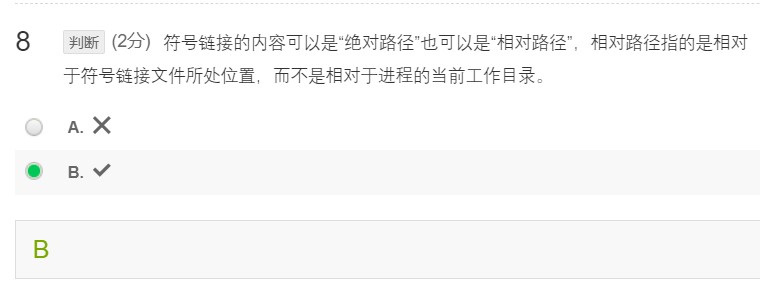 8 判断 (2分) 符号链接的内容可以是“绝对路径”也可以是“相对路径”，相对路径指的是相对
于符号链接文件所处位置，而不是相对于进程的当前工作目录。
A. ✕
B. ✓
B